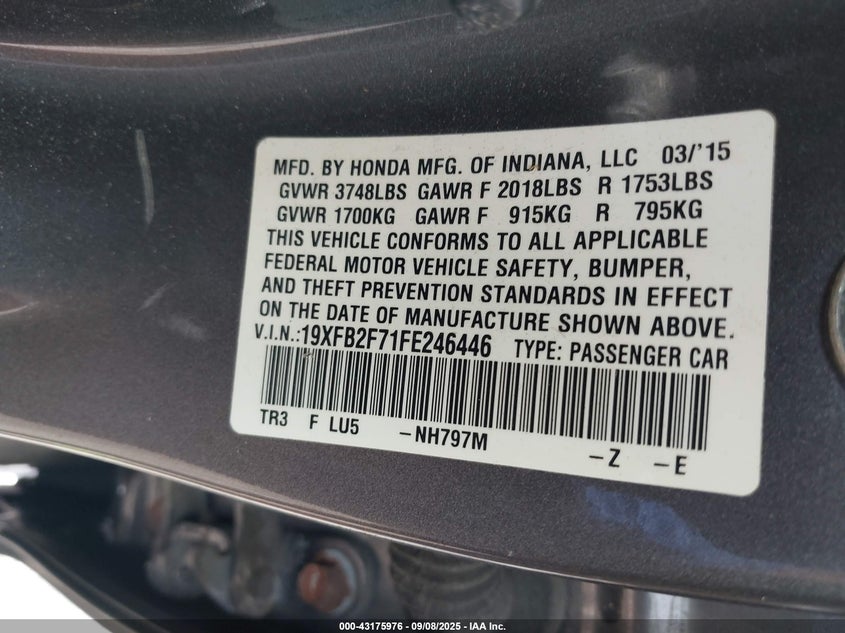 MFD. BY HONDA MFG. OF INDIANA, LLC 03/'15
GVWR 3748LBS GAWR F 2018LBS R 1753LBS
GVWR 1700KG GAWR F 915KG R 795KG
THIS VEHICLE CONFORMS TO ALL APPLICABLE
FEDERAL MOTOR VEHICLE SAFETY, BUMPER,
AND THEFT PREVENTION STANDARDS IN EFFECT
ON THE DATE OF MANUFACTURE SHOWN ABOVE.
V.I.N.:19XFB2F71FE246446 TYPE: PASSENGER CAR
TR3 F LU5 -NH797M
-Z -E
000-43175976 - 09/08/2025 - IAA Inc.